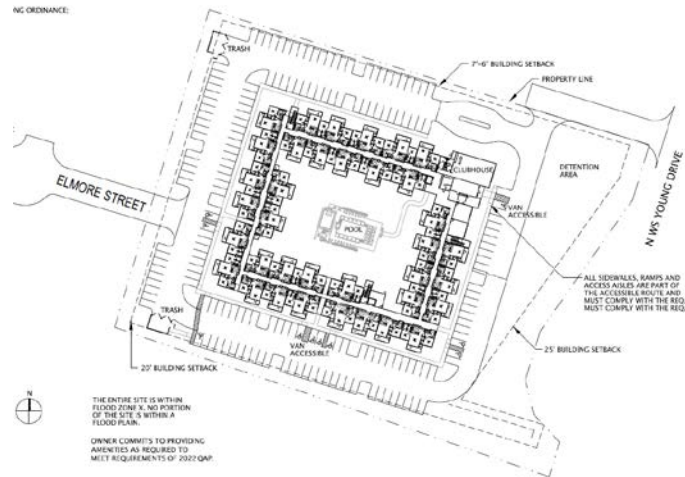 NG ORDINANCE:
TRASH
7'-6" BUILDING SETBACK
PROPERTY LINE
CLUBHOUSE
DETENTION
AREA
ELMORE STREET
N WS YOUNG DRIVE
VAN
ACCESSIBLE
POOL
ALL SIDEWALKS, RAMPS AND
ACCESS AISLES ARE PART OF
THE ACCESSIBLE ROUTE AND
MUST COMPLY WITH THE REQ
MUST COMPLY WITH THE REQ
TRASH
VAN
ACCESSIBLE
25' BUILDING SETBACK
20' BUILDING SETBACK
N
THE ENTIRE SITE IS WITHIN
FLOOD ZONE X. NO PORTION
OF THE SITE IS WITHIN A
FLOOD PLAIN.
OWNER COMMITS TO PROVIDING
AMENITIES AS REQUIRED TO
MEET REQUIREMENTS OF 2022 QAP.